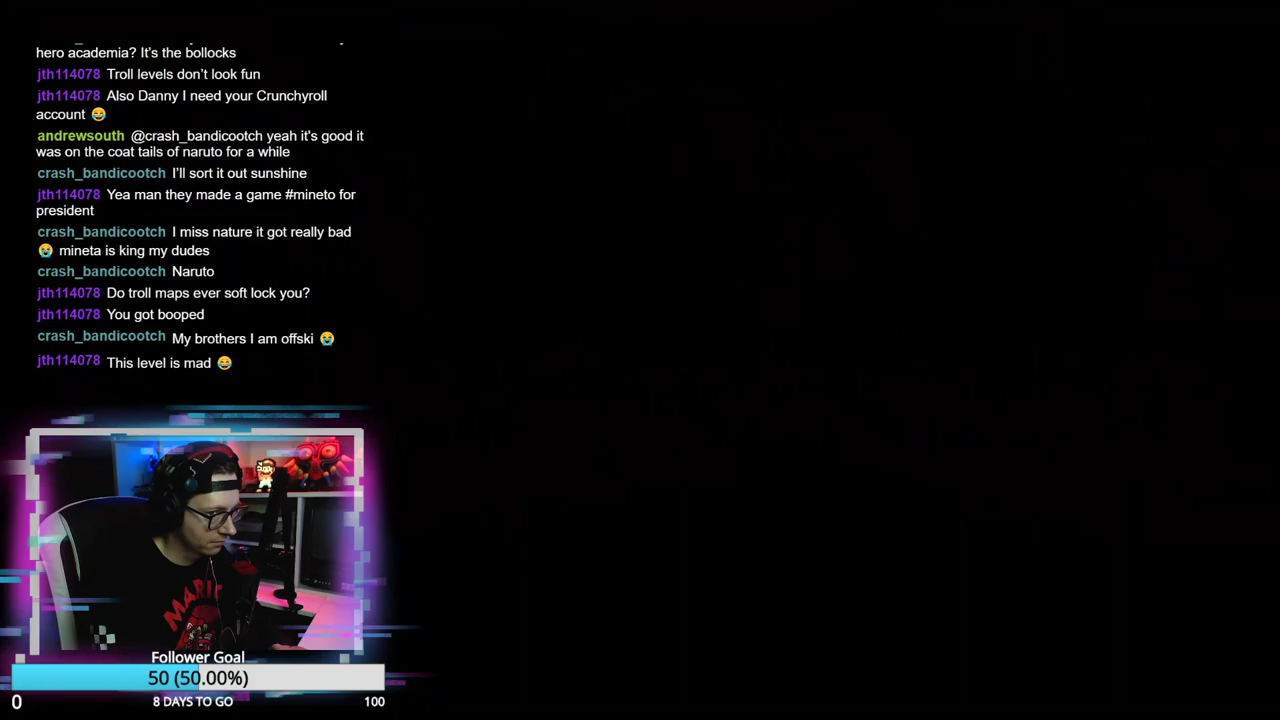 hero academia? It's the bollocks
jth114078 Troll levels don't look fun
jth114078 Also Danny I need your Crunchyroll
account 😂
andrewsouth @crash_bandicootch yeah it's good it
was on the coat tails of naruto for a while
crash_bandicootch I'll sort it out sunshine
jth114078 Yea man they made a game #mineto for
president
crash_bandicootch I miss nature it got really bad
😭 mineta is king my dudes
crash_bandicootch Naruto
jth114078 Do troll maps ever soft lock you?
jth114078 You got booped
crash_bandicootch My brothers I am offski 😭
jth114078 This level is mad 😂
MARIO
Follower Goal
50 (50.00%)
0 8 DAYS TO GO 100